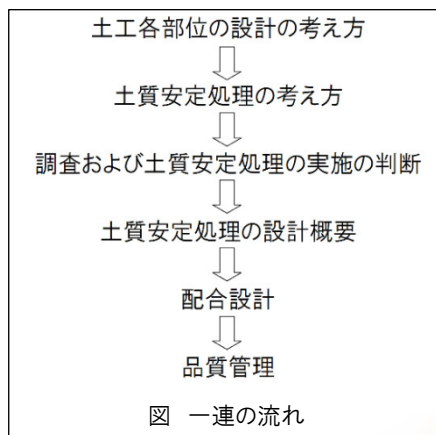 土工各部位の設計の考え方
土質安定処理の考え方
調査および土質安定処理の実施の判断
土質安定処理の設計概要
配合設計
品質管理
図 一連の流れ